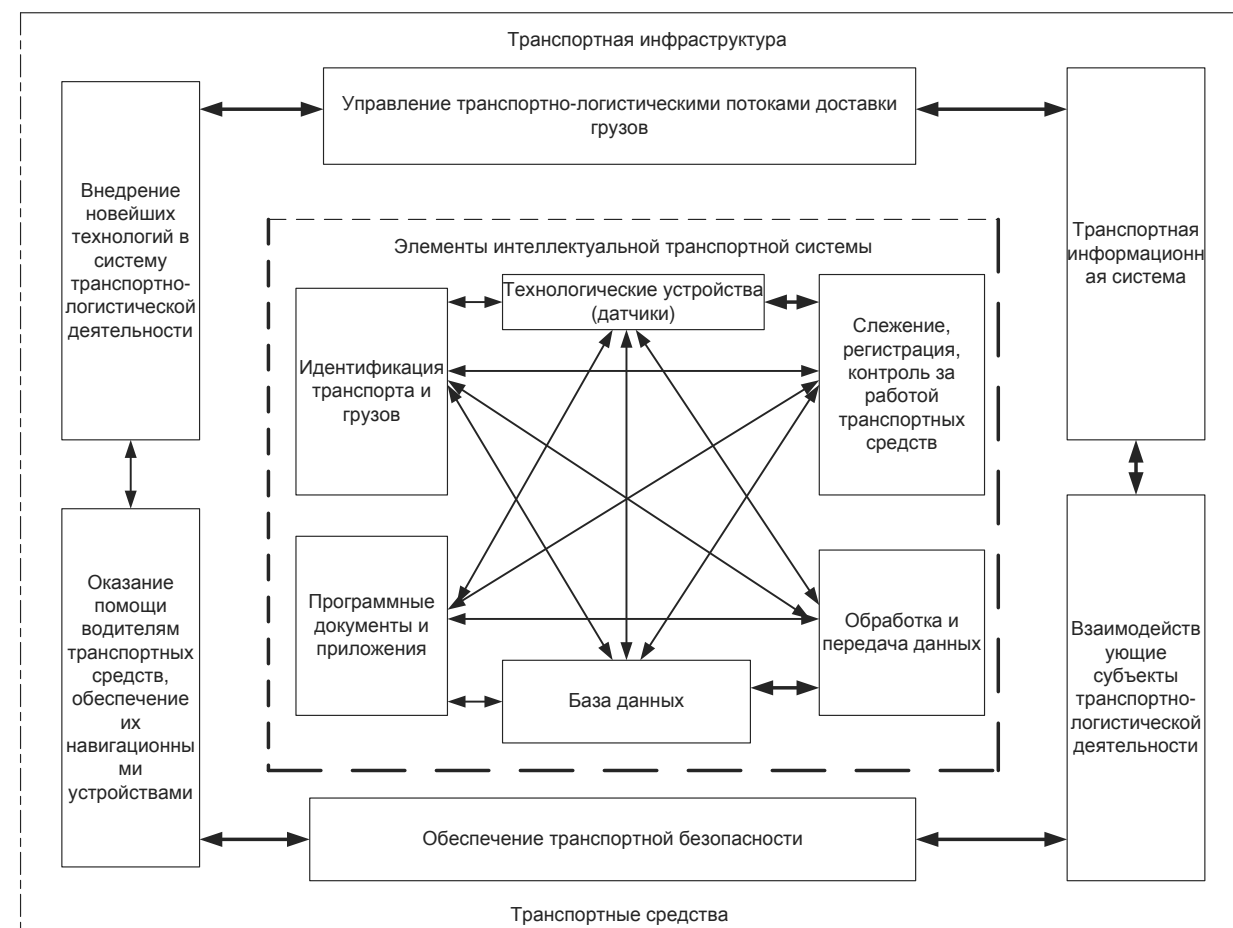 Транспортная инфраструктура
Управление транспортно-логистическими потоками доставки
грузов
Внедрение
новейших
технологий в
систему
транспортно-
логистической
деятельности
Транспортная
информационн
ая система
Элементы интеллектуальной транспортной системы
Технологические устройства
(датчики)
Идентификация
транспорта и
грузов
Слежение,
регистрация,
контроль за
работой
транспортных
средств
Программные
документы и
приложения
База данных
Обработка и
передача данных
Оказание
помощи
водителям
транспортных
средств,
обеспечение
их
навигационны
ми
устройствами
Взаимодейств
ующие
субъекты
транспортно-
логистической
деятельности
Обеспечение транспортной безопасности
Транспортные средства